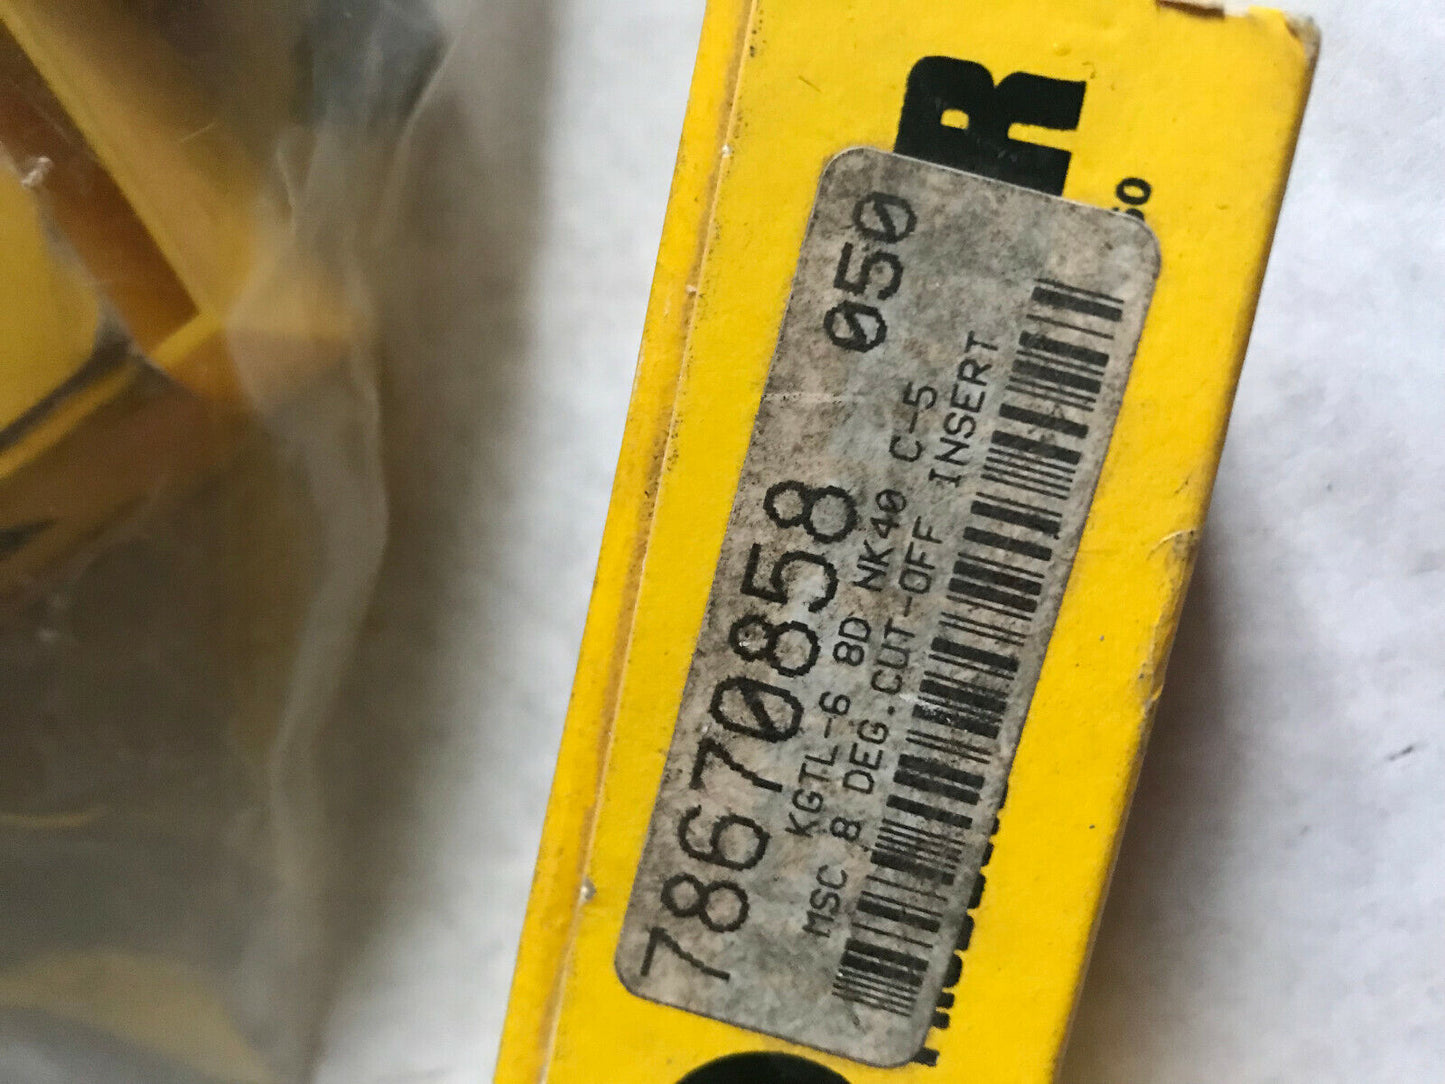 78670858 050
KGTL-6 8D NK40 C-5
MSC 8 DEG.CUT-OFF INSERT
R